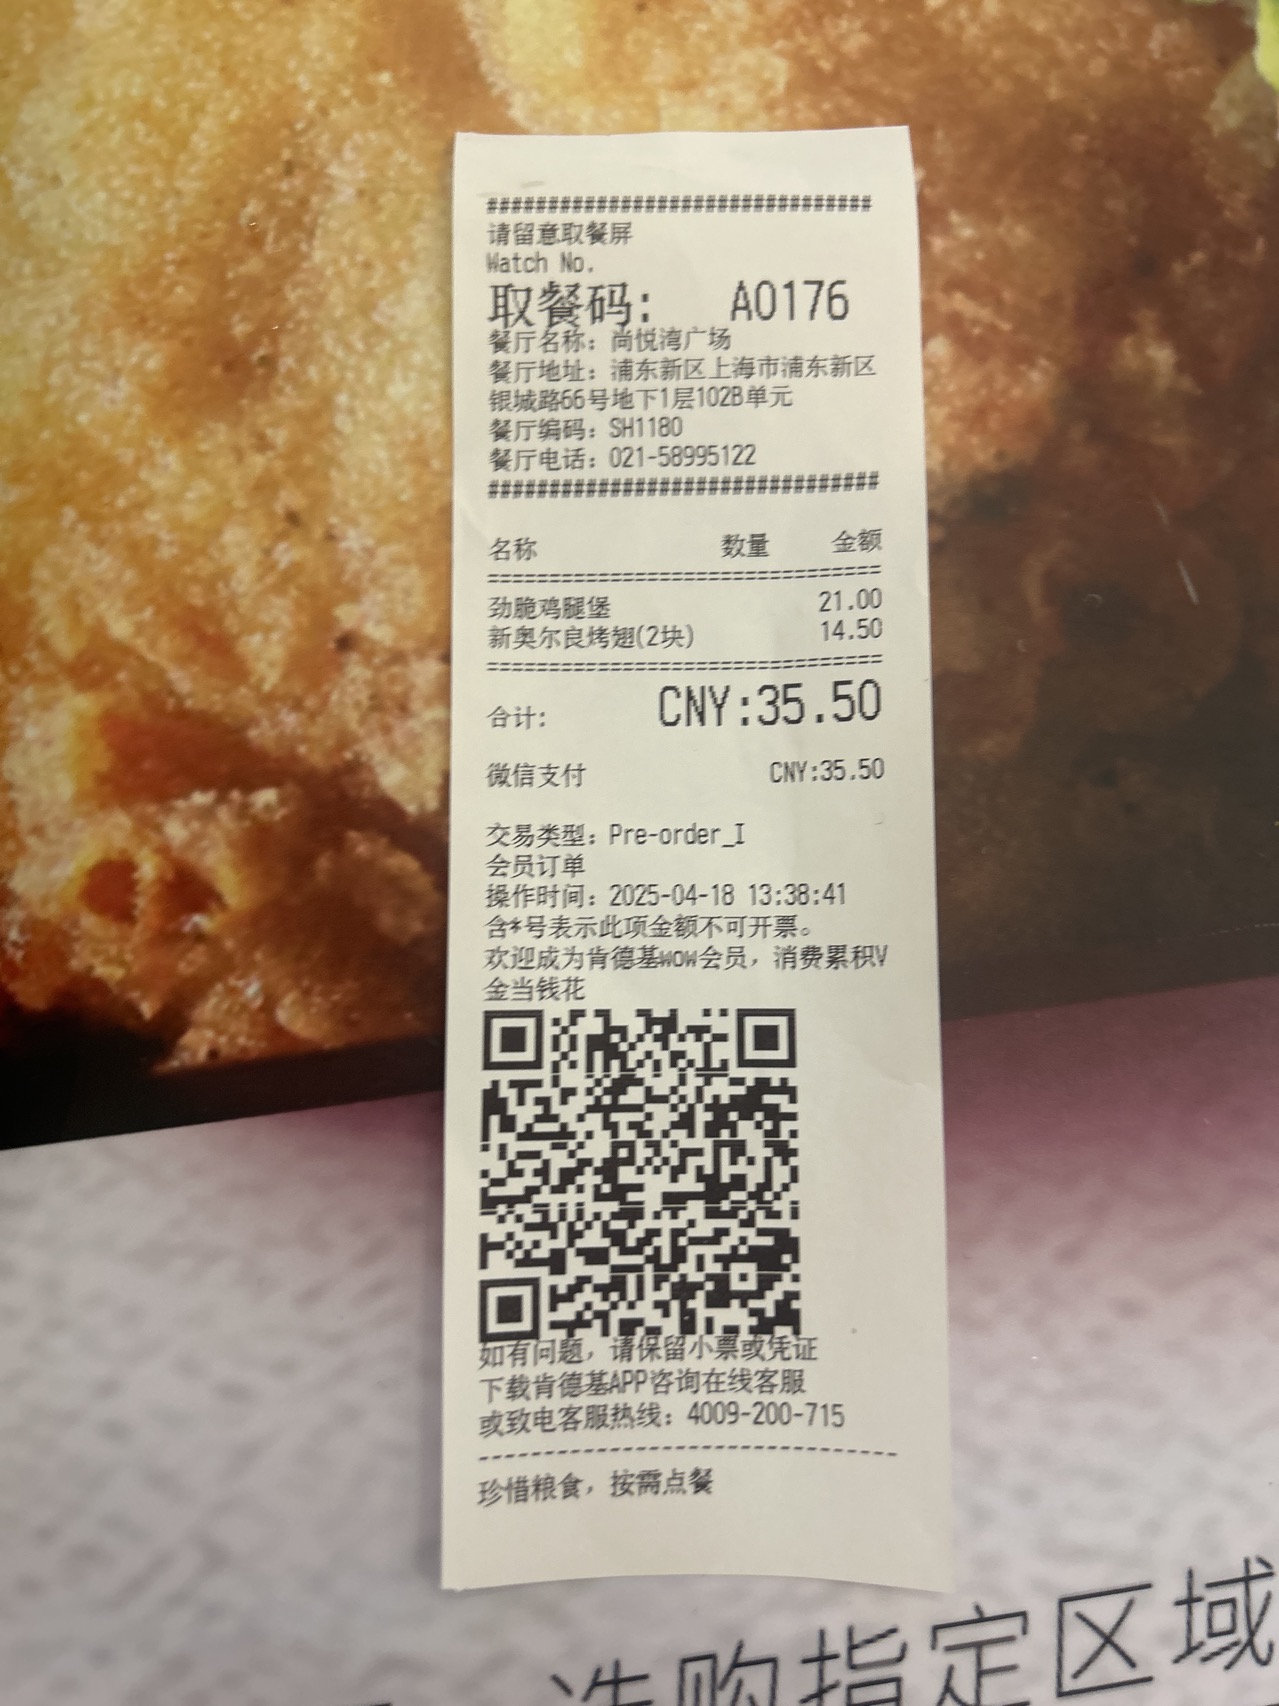 ################################
请留意取餐屏
Watch No.
取餐码： A0176
餐厅名称：尚悦湾广场
餐厅地址：浦东新区上海市浦东新区
银城路66号地下1层102B单元
餐厅编码：SH1180
餐厅电话：021-58995122
################################
名称 数量 金额
================================
劲脆鸡腿堡 21.00
新奥尔良烤翅(2块) 14.50
================================
合计: CNY:35.50
微信支付 CNY:35.50
交易类型：Pre-order_I
会员订单
操作时间：2025-04-18 13:38:41
含*号表示此项金额不可开票。
欢迎成为肯德基wow会员，消费累积V
金当钱花
如有问题，请保留小票或凭证
下载肯德基APP咨询在线客服
或致电客服热线：4009-200-715
--------------------------------
珍惜粮食，按需点餐
选购指定区域